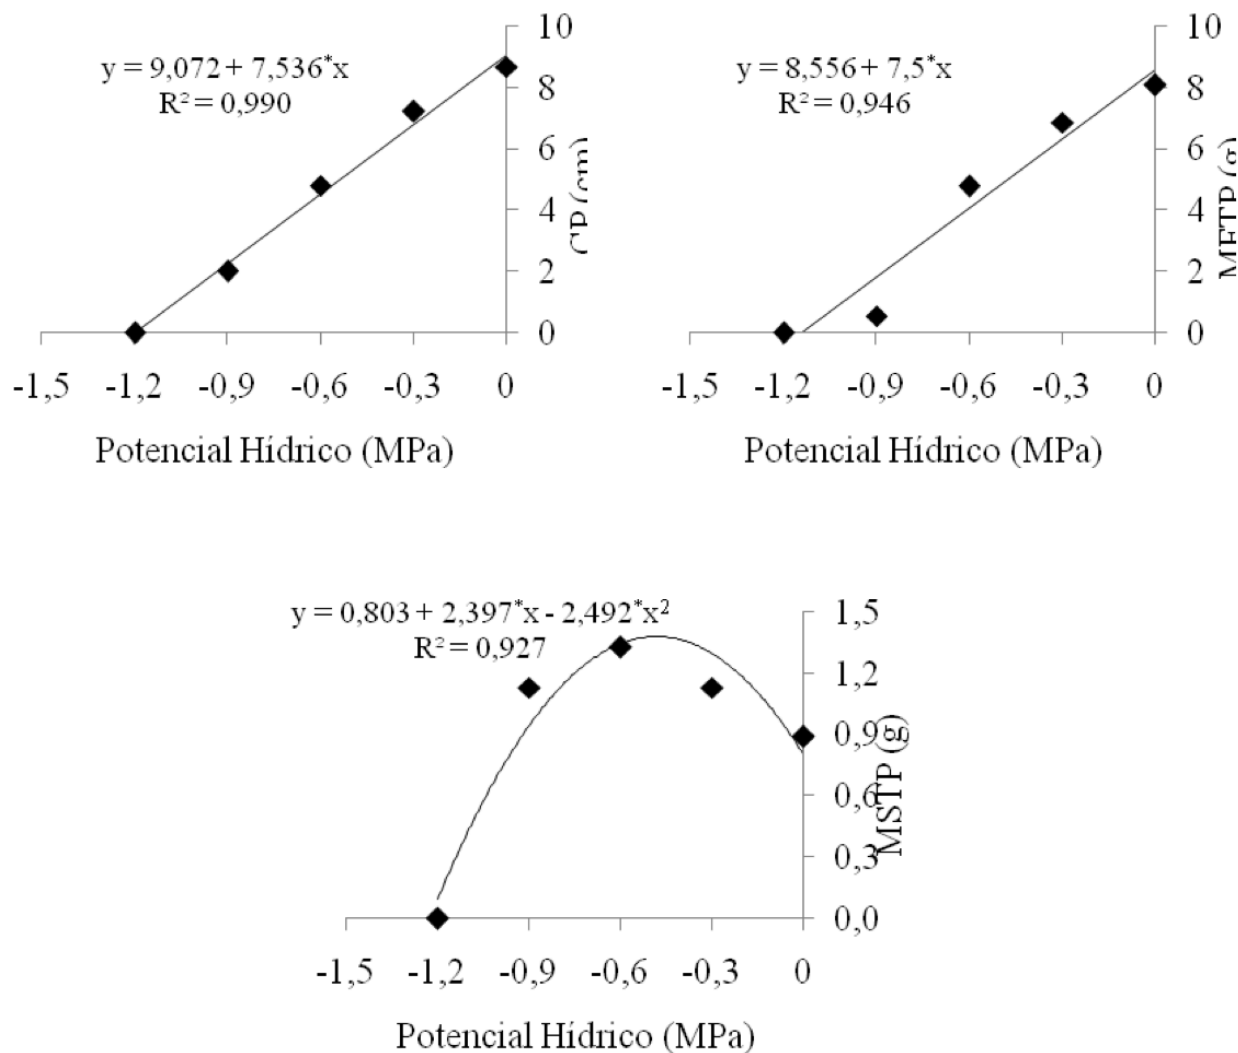 y = 9,072 + 7,536*x
R² = 0,990
10
8
6
4
2
0
CP (cm)
-1,5 -1,2 -0,9 -0,6 -0,3 0
Potencial Hídrico (MPa)
y = 8,556 + 7,5*x
R² = 0,946
10
8
6
4
2
0
MFTP (g)
-1,5 -1,2 -0,9 -0,6 -0,3 0
Potencial Hídrico (MPa)
y = 0,803 + 2,397*x - 2,492*x²
R² = 0,927
1,5
1,2
0,9
0,6
0,3
0,0
MSTP (g)
-1,5 -1,2 -0,9 -0,6 -0,3 0
Potencial Hídrico (MPa)